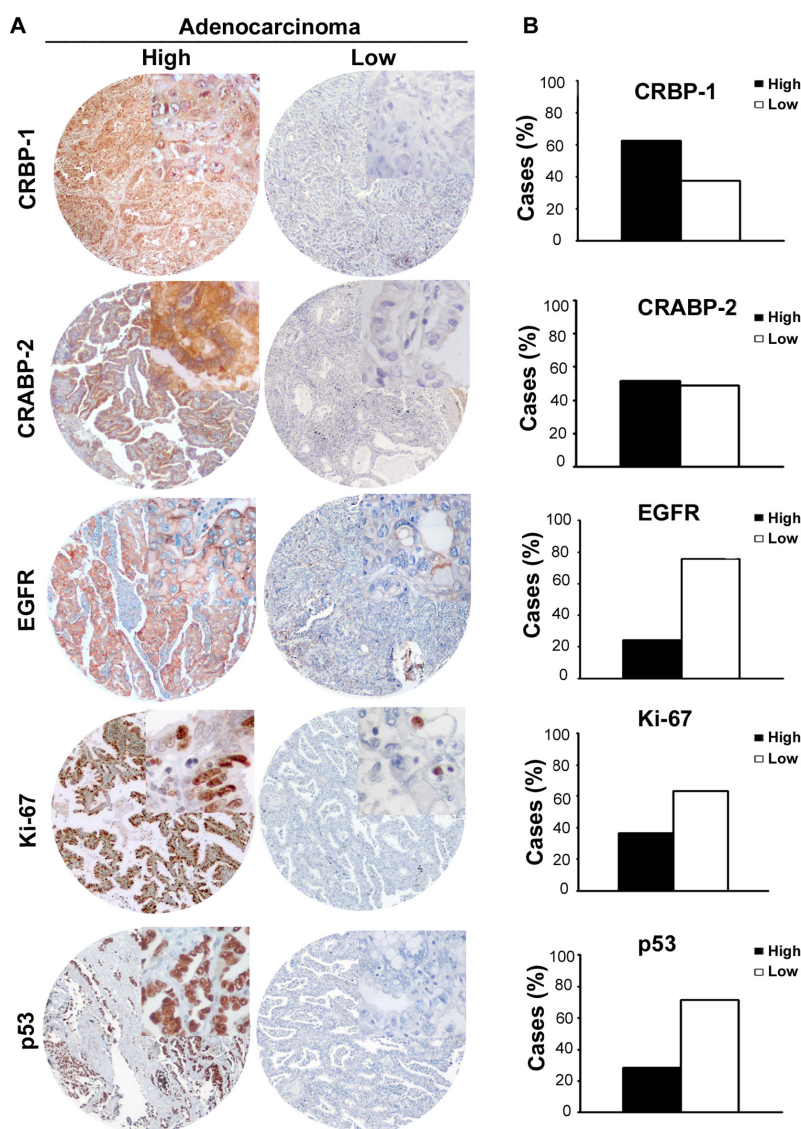 A
Adenocarcinoma
High
Low
CRBP-1
CRABP-2
EGFR
Ki-67
p53
B
CRBP-1
High
Low
Cases (%)
100
80
60
40
20
0
CRABP-2
High
Low
Cases (%)
100
80
60
40
20
0
EGFR
High
Low
Cases (%)
100
80
60
40
20
0
Ki-67
High
Low
Cases (%)
100
80
60
40
20
0
p53
High
Low
Cases (%)
100
80
60
40
20
0